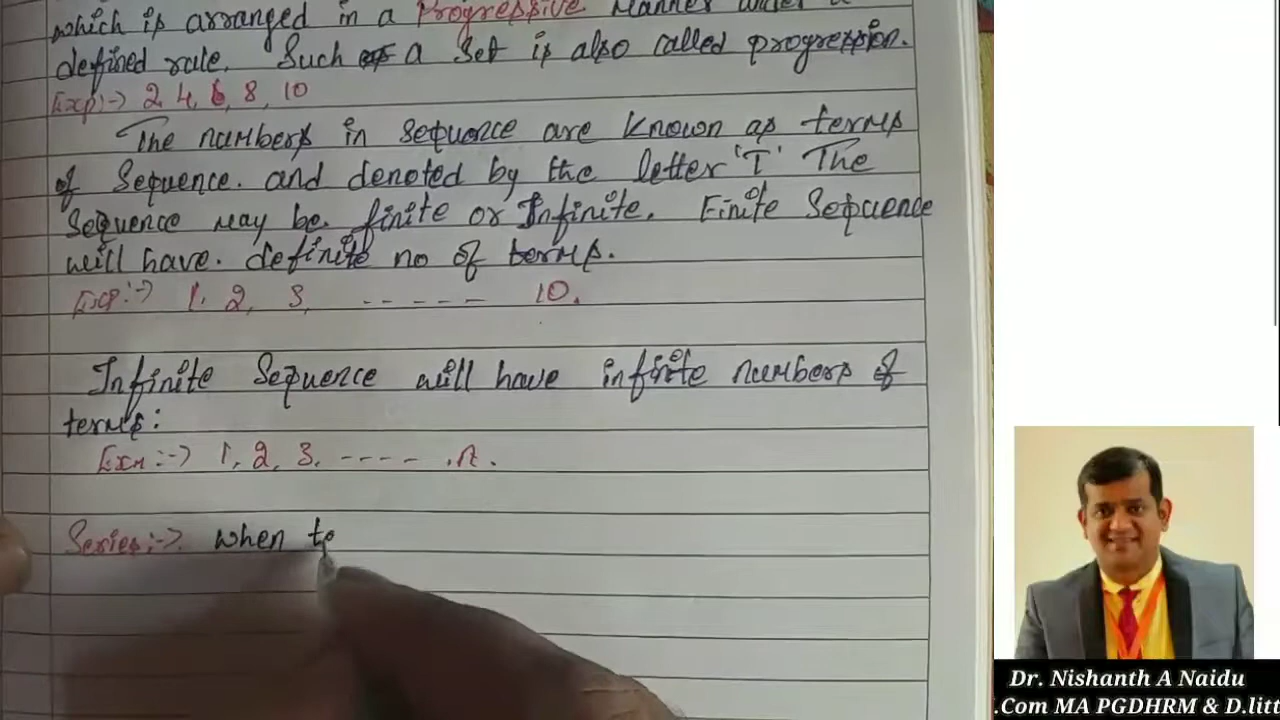 which is arranged in a Progressive Manner under a
defined rule. Such a Set is also called progression.
Exp:-> 2, 4, 6, 8, 10
The numbers in sequence are known as terms
of Sequence. and denoted by the letter 'T' The
Sequence may be. finite or Infinite. Finite Sequence
will have. definite no of terms.
Exp:-> 1, 2, 3, ----- 10.
Infinite Sequence will have infinite numbers of
terms:
Exm:-> 1, 2, 3, ---- .n.
Series:-> when te
Dr. Nishanth A Naidu
.Com MA PGDHRM & D.litt